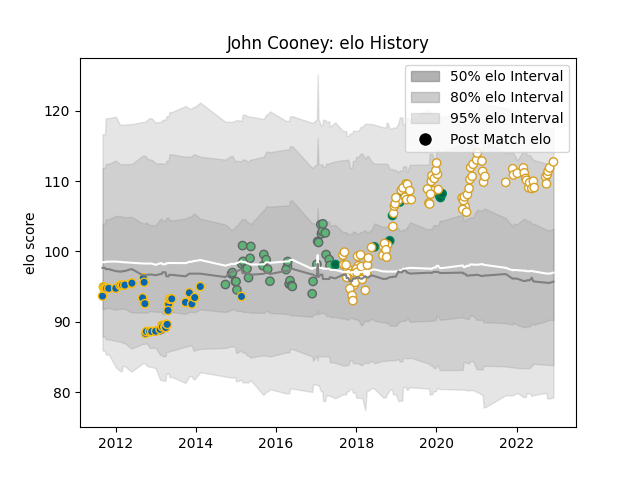 John Cooney: elo History
50% elo Interval
80% elo Interval
95% elo Interval
Post Match elo
elo score
120
110
100
90
80
2012
2014
2016
2018
2020
2022